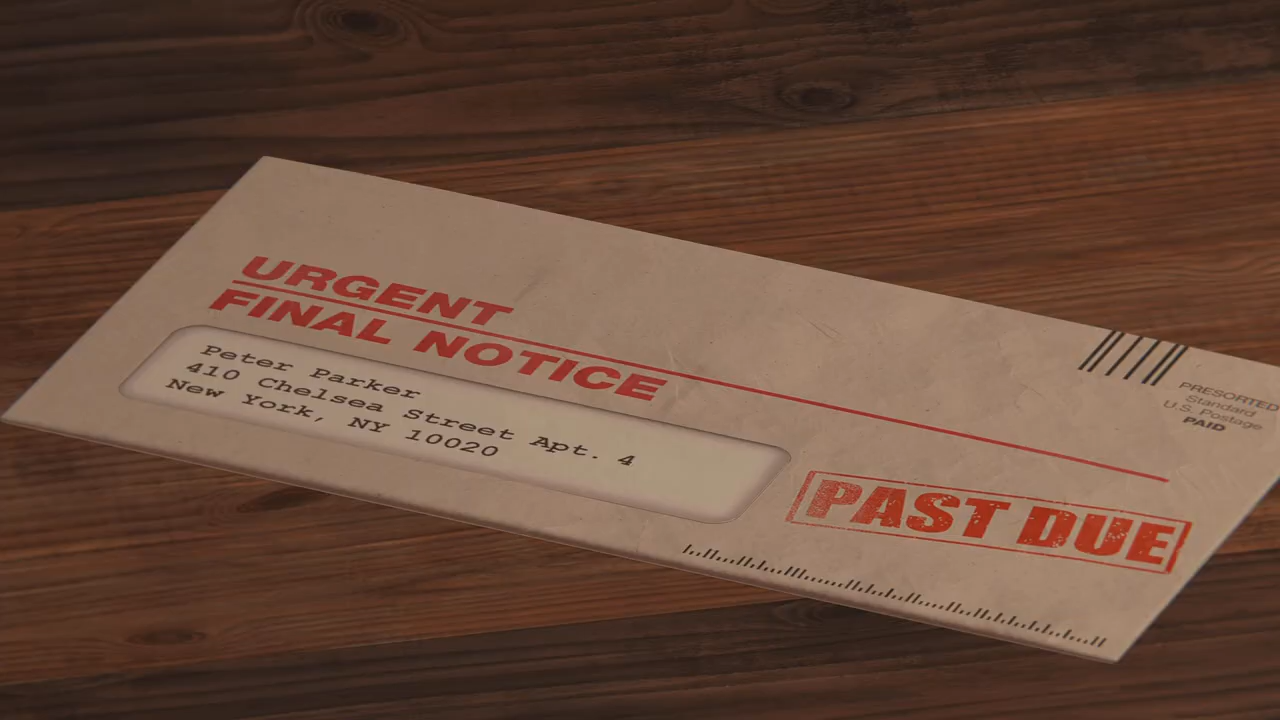 URGENT
FINAL NOTICE
Peter Parker
410 Chelsea Street Apt. 4
New York, NY 10020
PRESORTED
Standard
U.S. Postage
PAID
PAST DUE